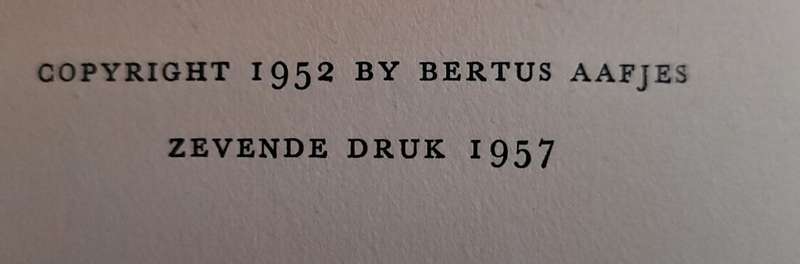 COPYRIGHT 1952 BY BERTUS AAFJES
ZEVENDE DRUK 1957